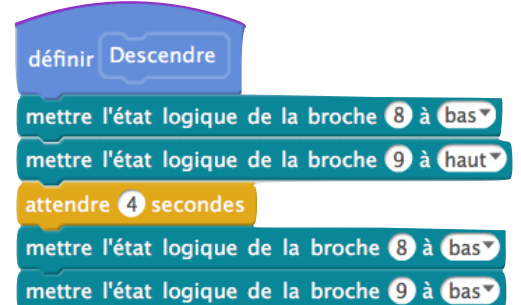 définir Descendre
mettre l'état logique de la broche 8 à bas
mettre l'état logique de la broche 9 à haut
attendre 4 secondes
mettre l'état logique de la broche 8 à bas
mettre l'état logique de la broche 9 à bas